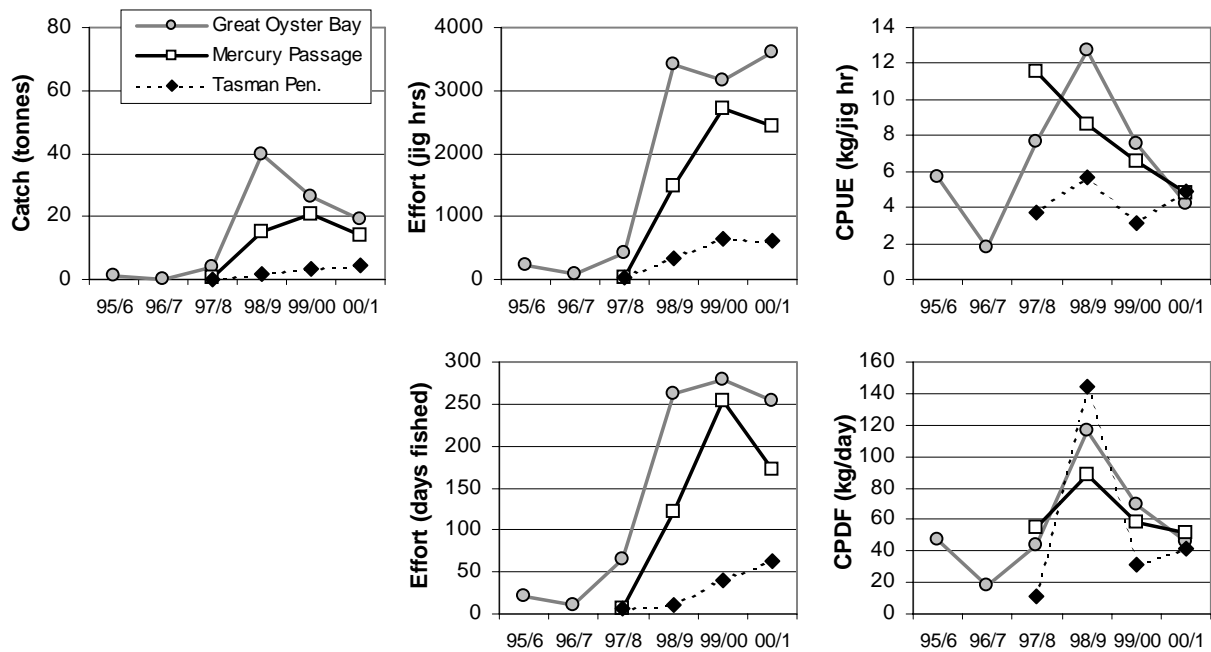 Great Oyster Bay
Mercury Passage
Tasman Pen.
Catch (tonnes)
80
60
40
20
0
95/6 96/7 97/8 98/9 99/00 00/1
Effort (jig hrs)
4000
3000
2000
1000
0
95/6 96/7 97/8 98/9 99/00 00/1
CPUE (kg/jig hr)
14
12
10
8
6
4
2
0
95/6 96/7 97/8 98/9 99/00 00/1
Effort (days fished)
300
250
200
150
100
50
0
95/6 96/7 97/8 98/9 99/00 00/1
CPDF (kg/day)
160
140
120
100
80
60
40
20
0
95/6 96/7 97/8 98/9 99/00 00/1